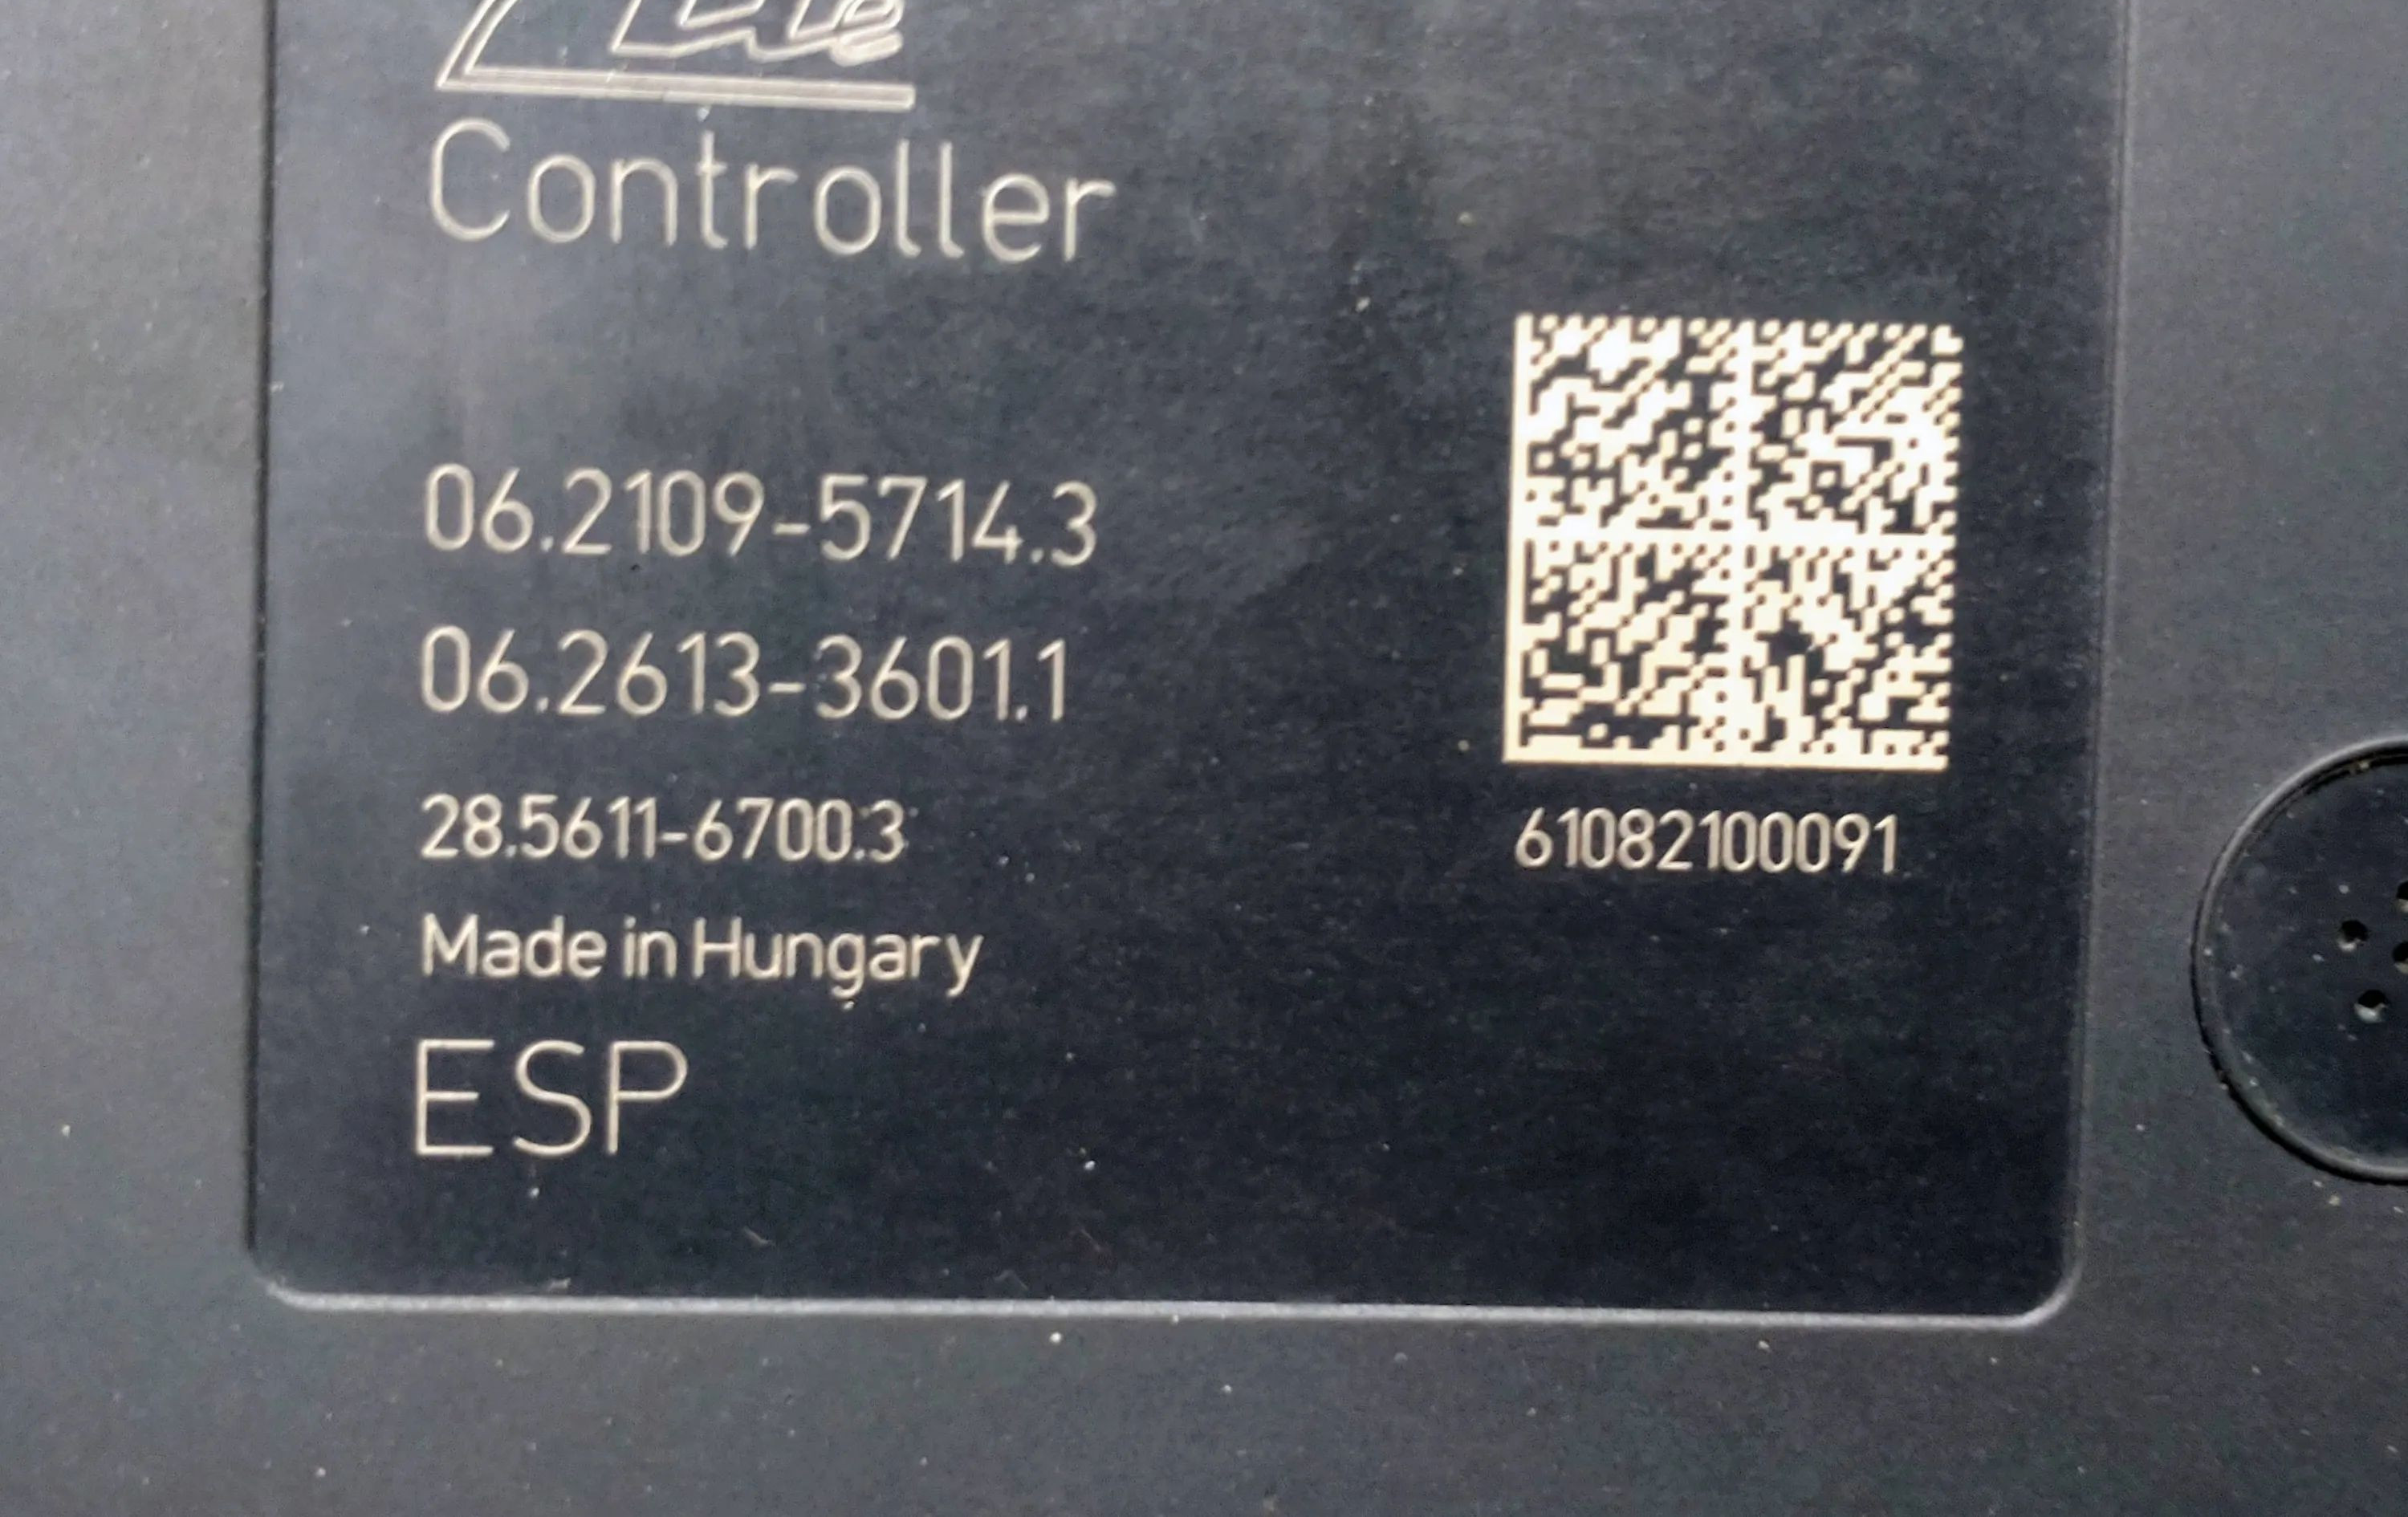 Controller
06.2109-5714.3
06.2613-3601.1
28.5611-6700.3
61082100091
Made in Hungary
ESP